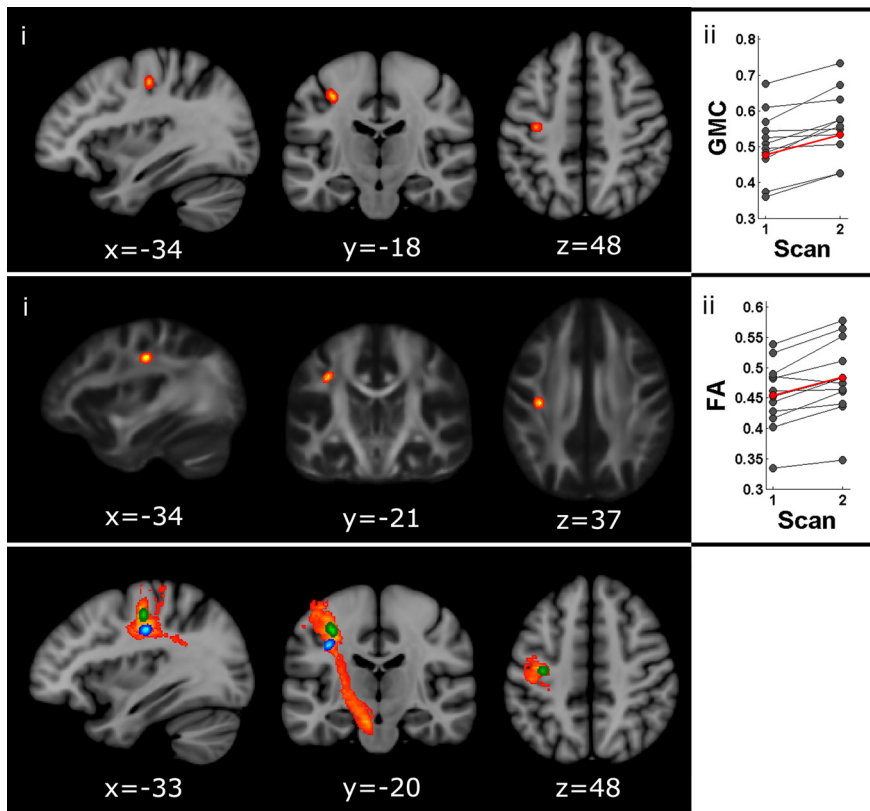 i
x=-34
y=-18
z=48
ii
0.8
0.7
0.6
0.5
0.4
0.3
GMC
1
2
Scan
i
x=-34
y=-21
z=37
ii
0.6
0.55
0.5
0.45
0.4
0.35
0.3
FA
1
2
Scan
x=-33
y=-20
z=48